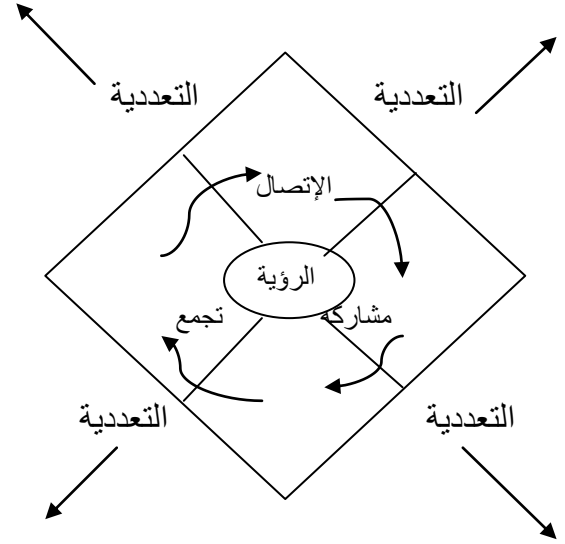 التعددية
التعددية
الإتصال
الرؤية
مشاركة
تجمع
التعددية
التعددية